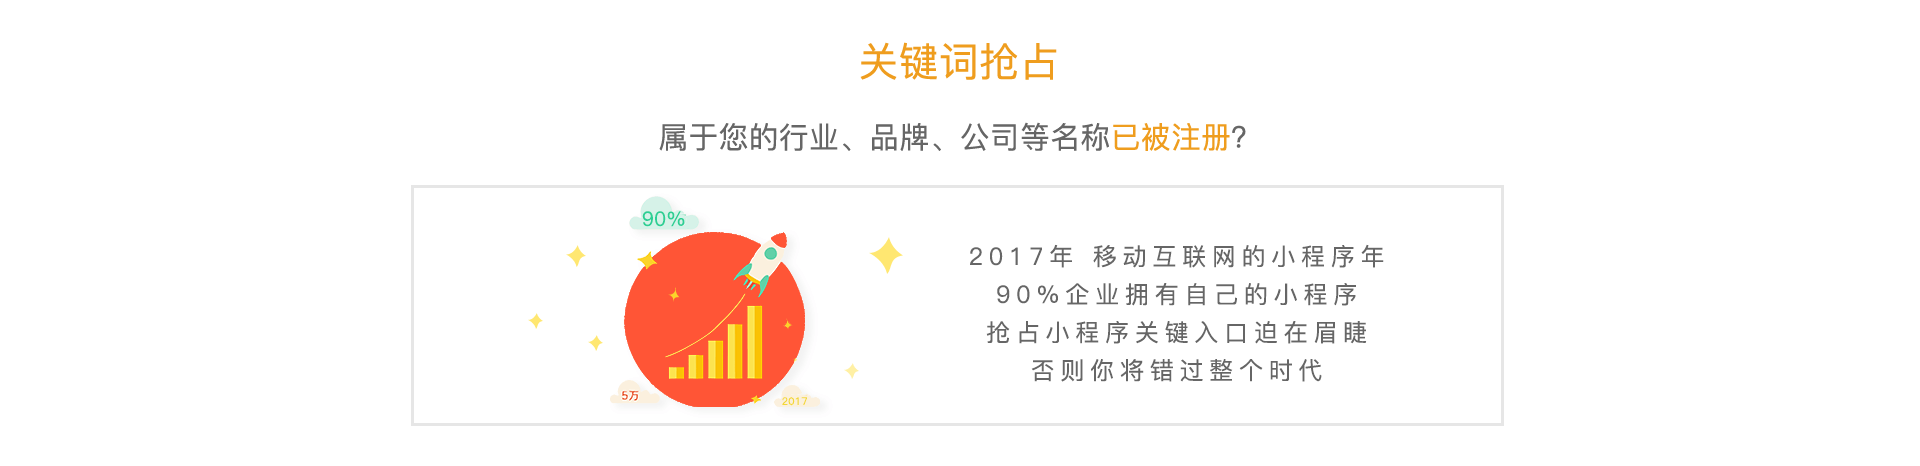 关键词抢占
属于您的行业、品牌、公司等名称已被注册?
90%
5万
2017
2017年 移动互联网的小程序年
90%企业拥有自己的小程序
抢占小程序关键入口迫在眉睫
否则你将错过整个时代